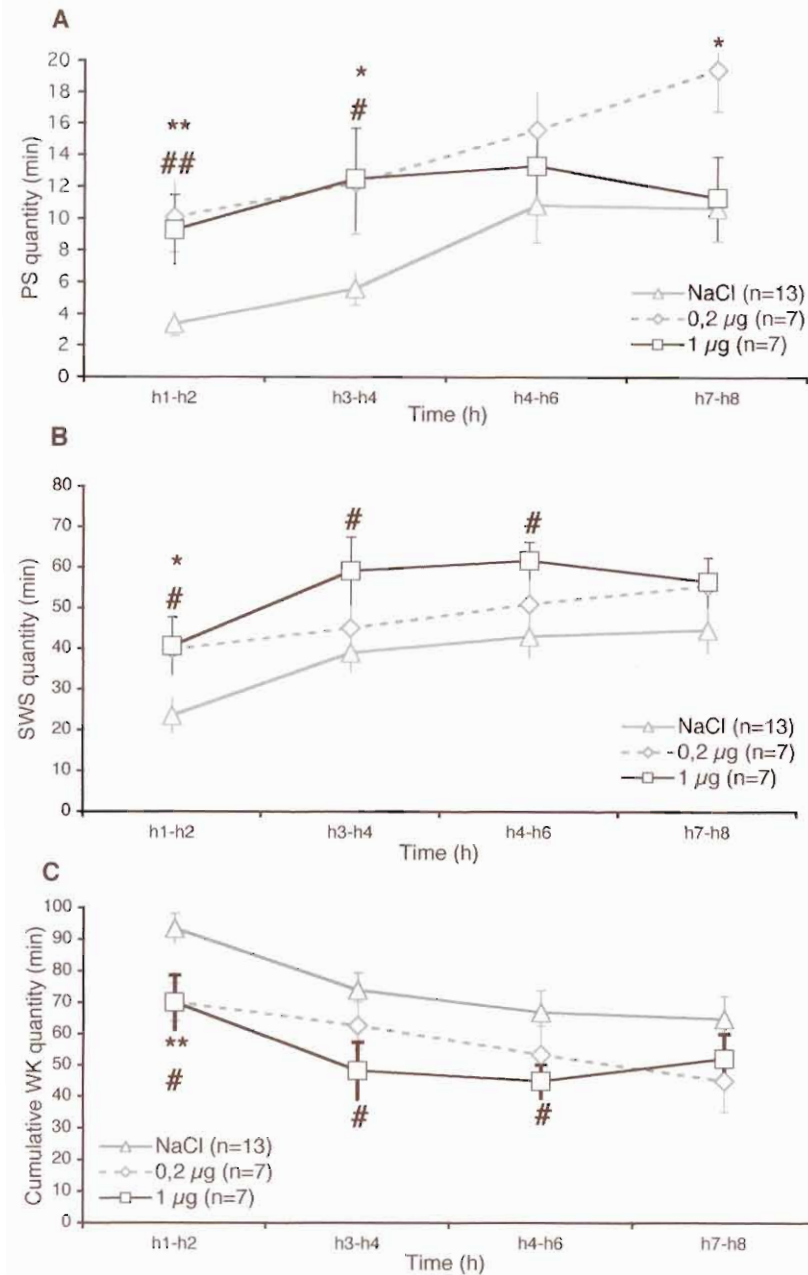 A
PS quantity (min)
20
18
16
14
12
10
8
6
4
2
0
**
##
*
#
*
NaCl (n=13)
0,2 µg (n=7)
1 µg (n=7)
h1-h2 h3-h4 h4-h6 h7-h8
Time (h)
B
SWS quantity (min)
80
70
60
50
40
30
20
10
0
*
#
#
#
NaCl (n=13)
0,2 µg (n=7)
1 µg (n=7)
h1-h2 h3-h4 h4-h6 h7-h8
Time (h)
C
Cumulative WK quantity (min)
100
90
80
70
60
50
40
30
20
10
0
**
#
#
#
NaCl (n=13)
0,2 µg (n=7)
1 µg (n=7)
h1-h2 h3-h4 h4-h6 h7-h8
Time (h)